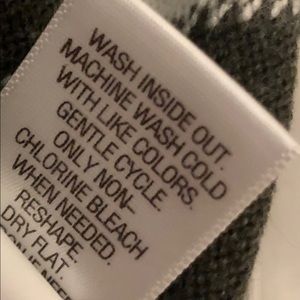 WASH INSIDE OUT.
MACHINE WASH COLD
WITH LIKE COLORS.
GENTLE CYCLE.
ONLY NON-
CHLORINE BLEACH
WHEN NEEDED.
RESHAPE
DRY FLAT.